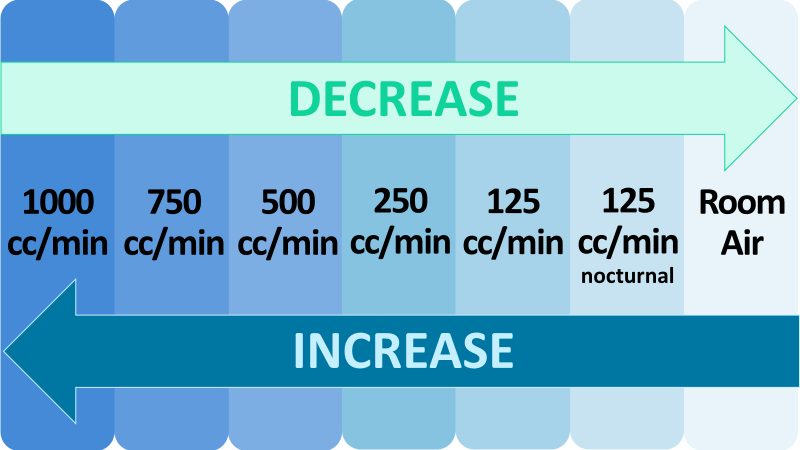 DECREASE
1000
cc/min
750
cc/min
500
cc/min
250
cc/min
125
cc/min
125
cc/min
nocturnal
Room
Air
INCREASE